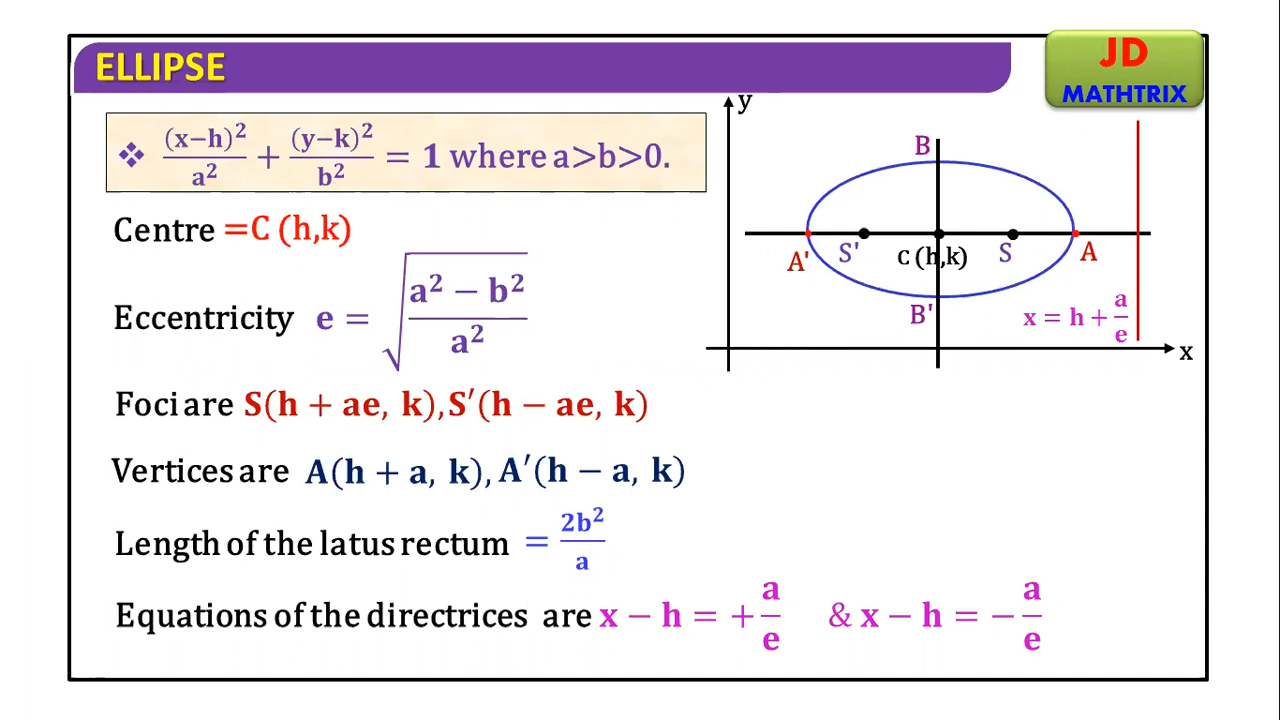 ELLIPSE
JD
MATHTRIX
❖ (x−h)²/a² + (y−k)²/b² = 1 where a>b>0.
Centre =C (h,k)
Eccentricity e = √((a² − b²)/a²)
Foci are S(h + ae, k), S′(h − ae, k)
Vertices are A(h + a, k), A′(h − a, k)
Length of the latus rectum = 2b²/a
Equations of the directrices are x − h = +a/e & x − h = −a/e
y
B
A'
S'
C (h,k)
S
A
B'
x = h + a/e
x